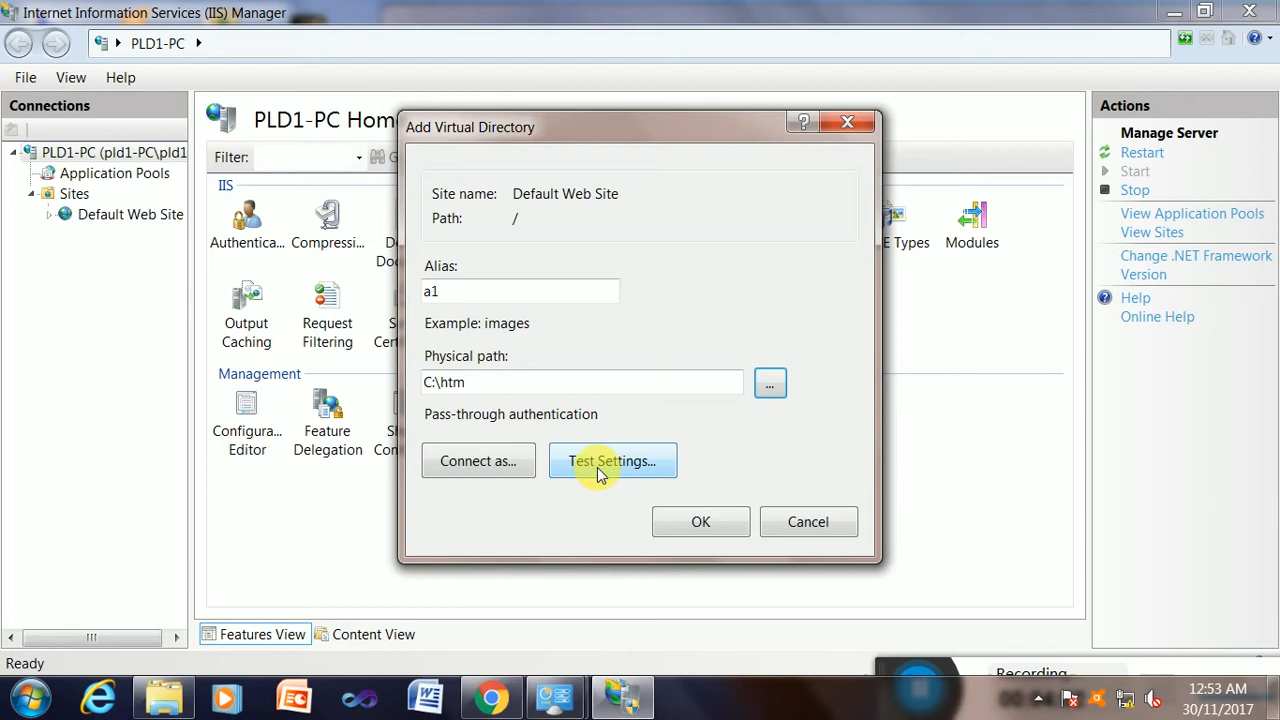 Internet Information Services (IIS) Manager
PLD1-PC
File View Help
Connections
PLD1-PC (pld1-PC\pld1
Application Pools
Sites
Default Web Site
PLD1-PC Hom
Filter:
IIS
Authentica...
Compressi...
Output
Caching
Request
Filtering
E Types
Modules
Management
Configura...
Editor
Feature
Delegation
Add Virtual Directory
Site name: Default Web Site
Path: /
Alias:
a1
Example: images
Physical path:
C:\htm
...
Pass-through authentication
Connect as...
Test Settings...
OK
Cancel
Actions
Manage Server
Restart
Start
Stop
View Application Pools
View Sites
Change .NET Framework
Version
Help
Online Help
Features View
Content View
Ready
Recording
12:53 AM
30/11/2017